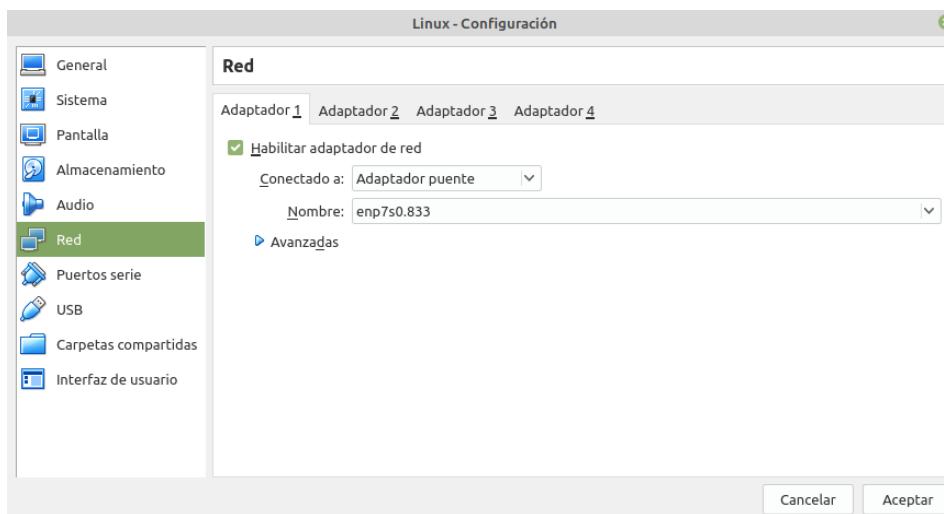 Linux - Configuración
General
Sistema
Pantalla
Almacenamiento
Audio
Red
Puertos serie
USB
Carpetas compartidas
Interfaz de usuario
Red
Adaptador 1 Adaptador 2 Adaptador 3 Adaptador 4
Habilitar adaptador de red
Conectado a: Adaptador puente
Nombre: enp7s0.833
Avanzadas
Cancelar Aceptar